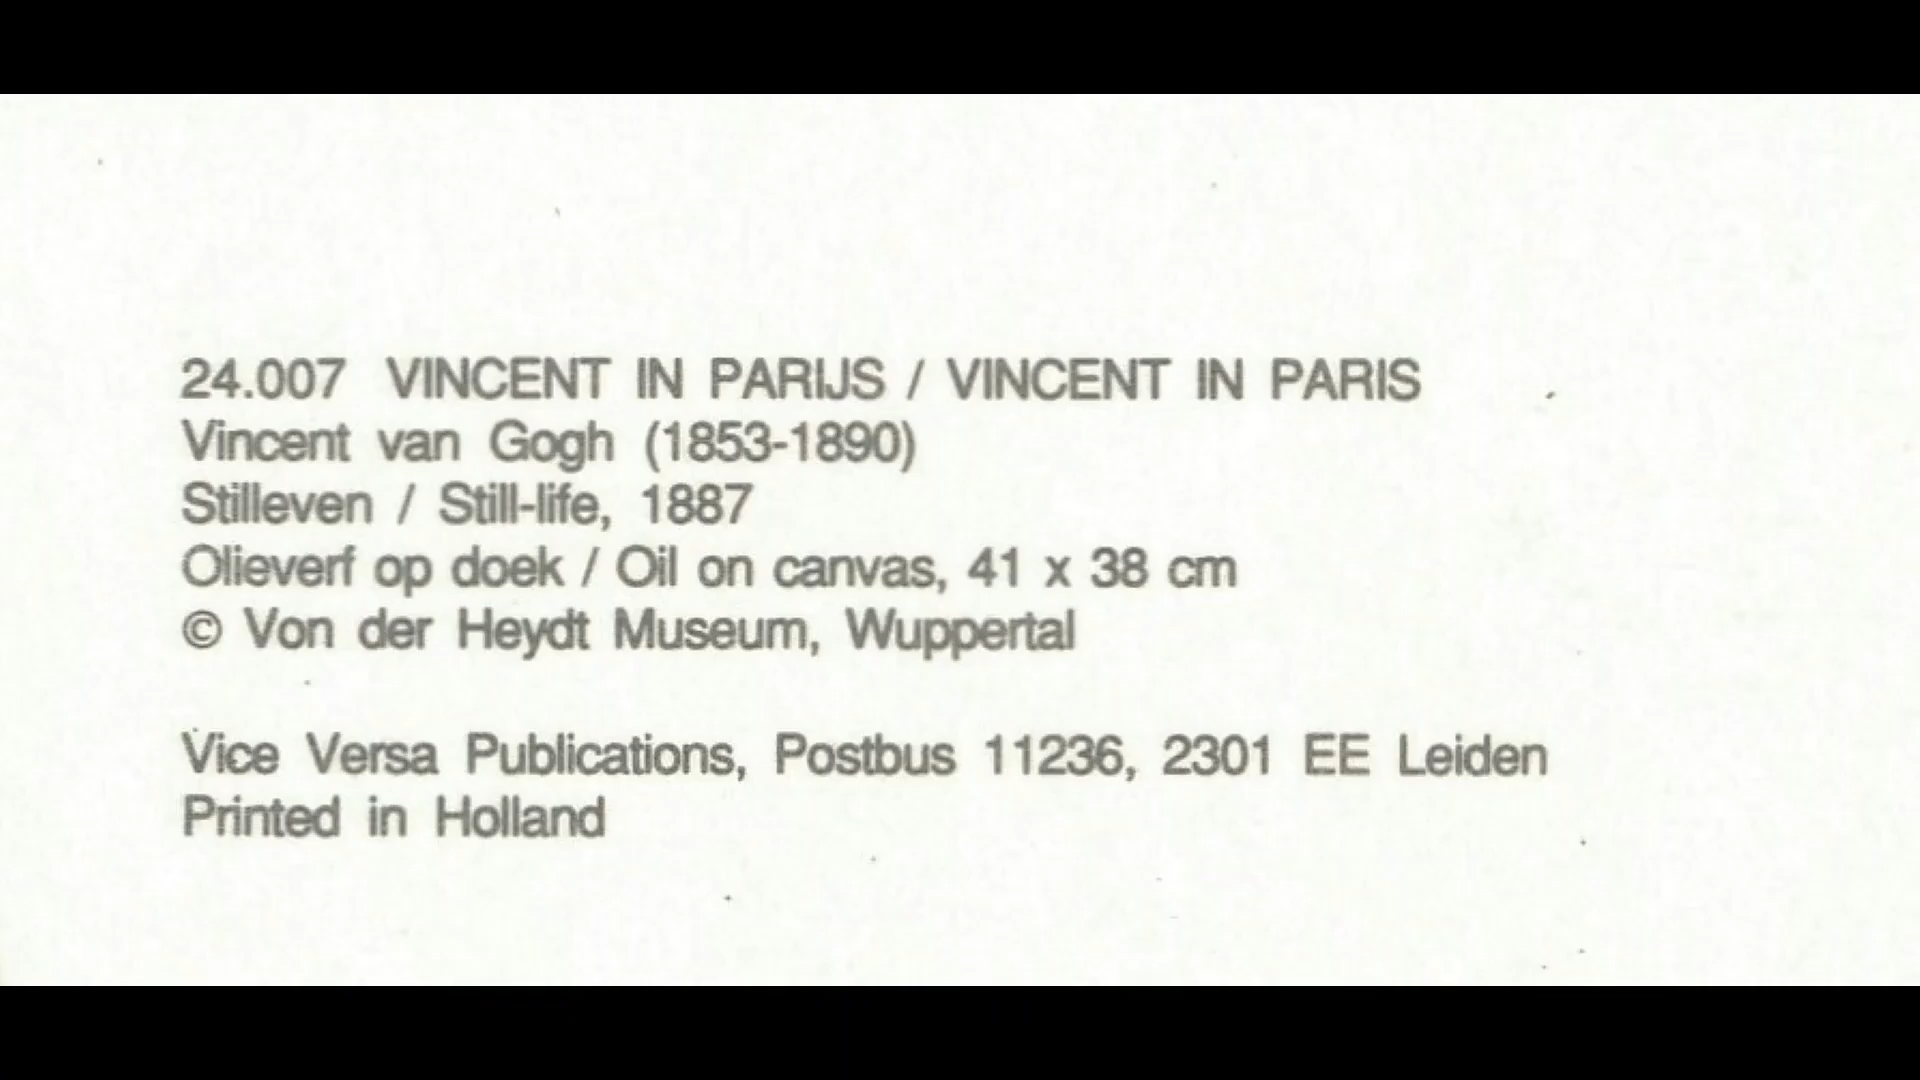 24.007 VINCENT IN PARIJS / VINCENT IN PARIS
Vincent van Gogh (1853-1890)
Stilleven / Still-life, 1887
Olieverf op doek / Oil on canvas, 41 x 38 cm
© Von der Heydt Museum, Wuppertal
Vice Versa Publications, Postbus 11236, 2301 EE Leiden
Printed in Holland